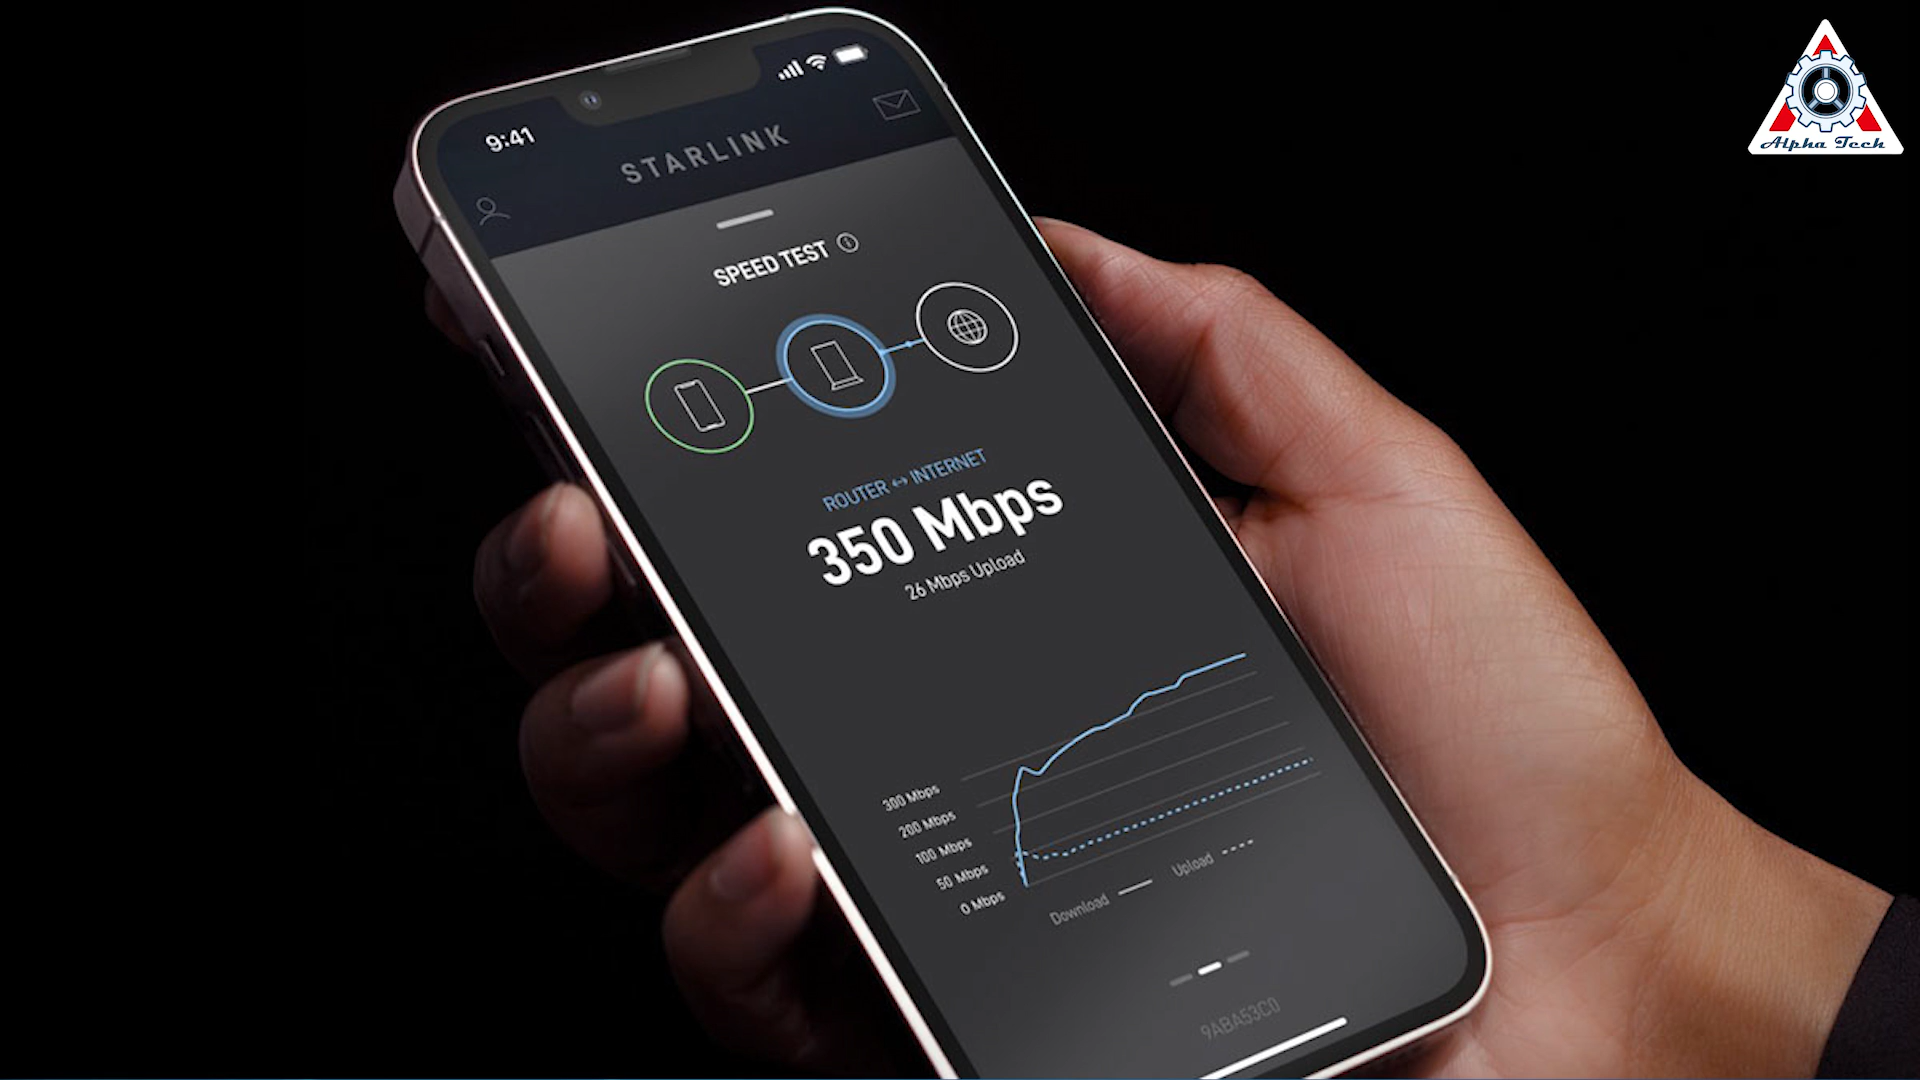 9:41
STARLINK
SPEED TEST
ROUTER ↔ INTERNET
350 Mbps
26 Mbps Upload
300 Mbps
200 Mbps
100 Mbps
50 Mbps
0 Mbps
Download
Upload
9ABA53C0
Alpha Tech